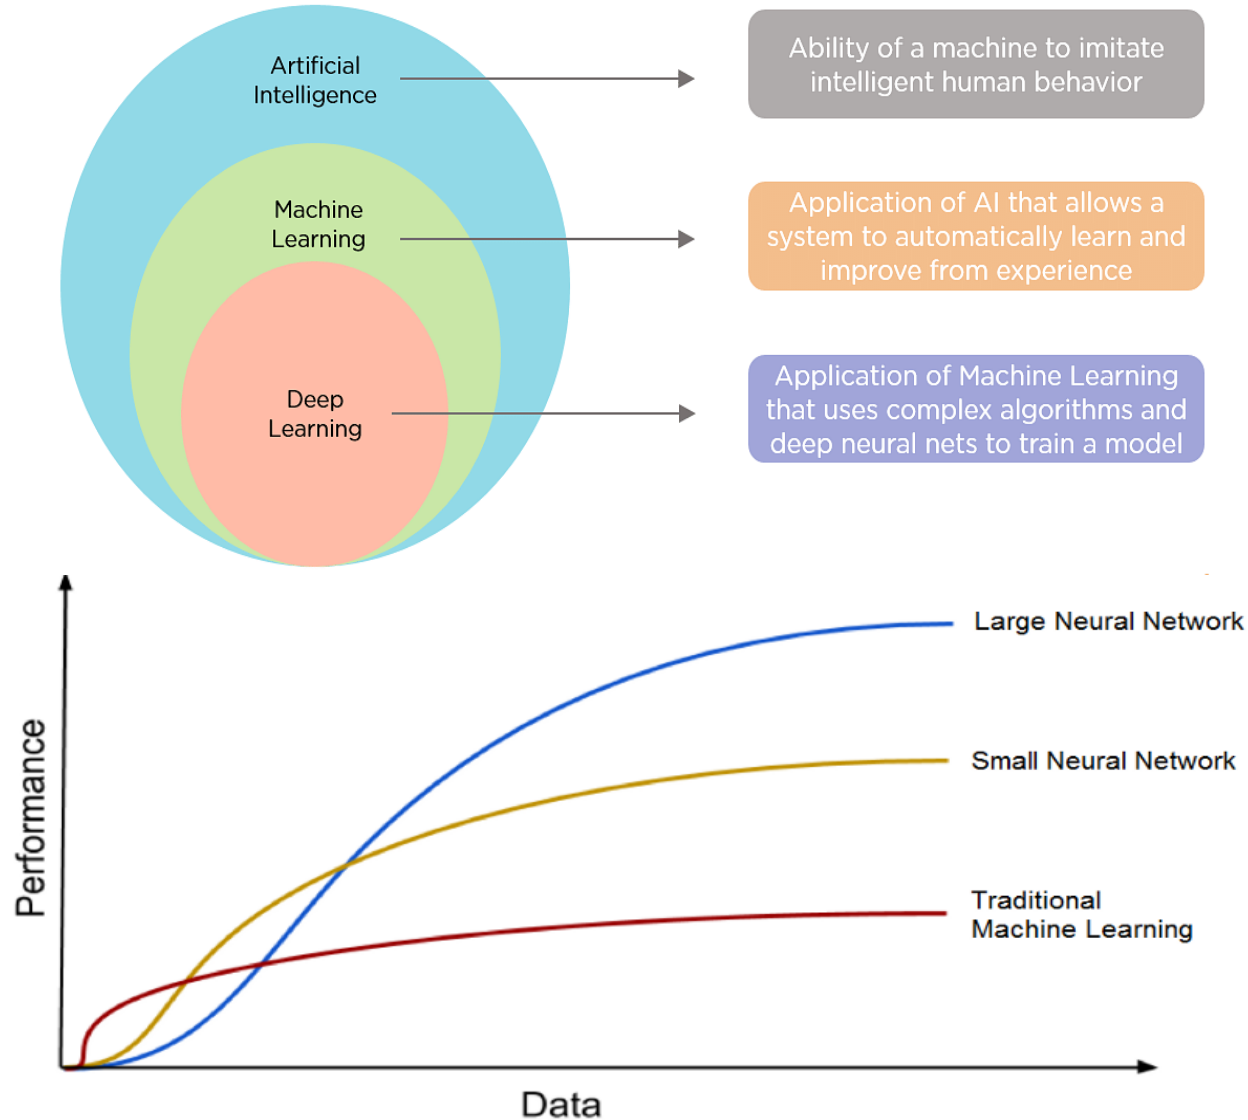 Artificial
Intelligence
Ability of a machine to imitate
intelligent human behavior
Machine
Learning
Application of AI that allows a
system to automatically learn and
improve from experience
Deep
Learning
Application of Machine Learning
that uses complex algorithms and
deep neural nets to train a model
Performance
Large Neural Network
Small Neural Network
Traditional
Machine Learning
Data